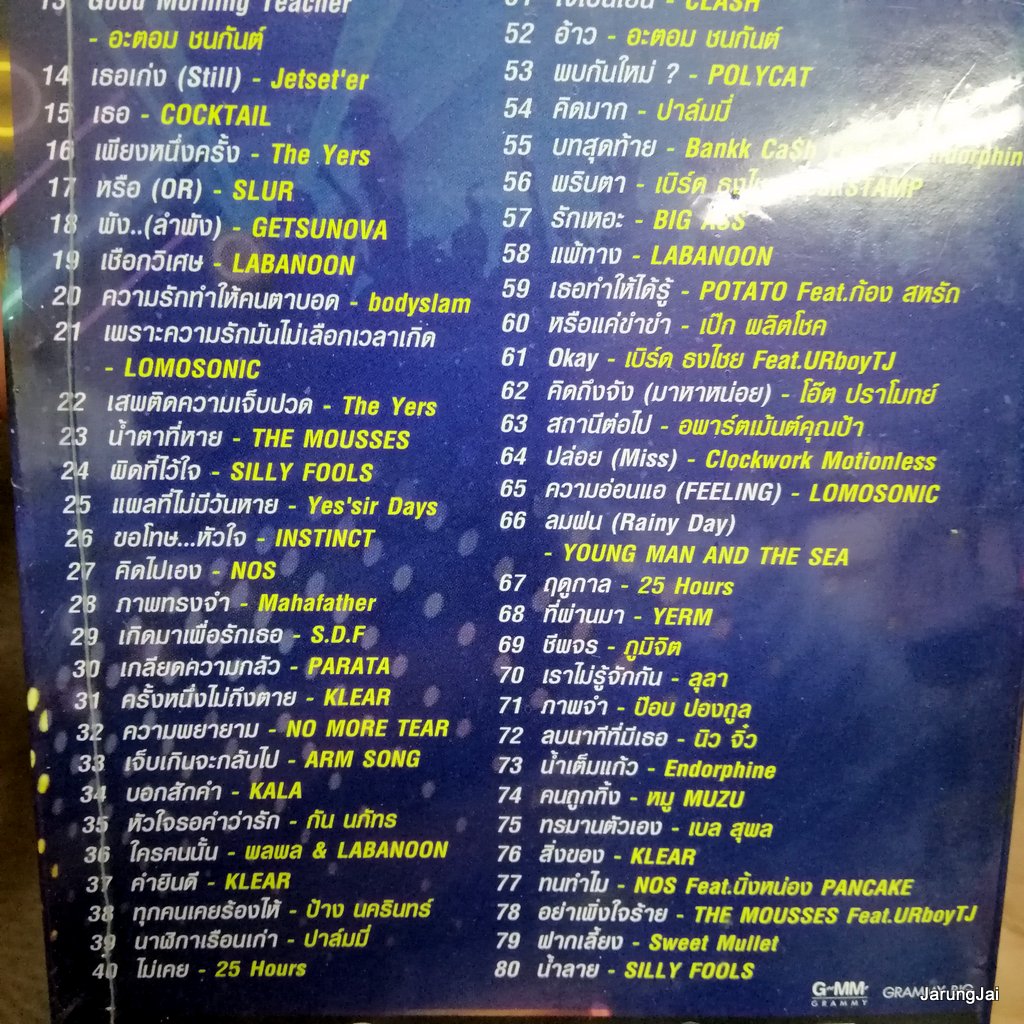 13 Good Morning Teacher
- อะตอม ชนกันต์
14 เธอเก่ง (Still) - Jetset'er
15 เธอ - COCKTAIL
16 เพียงหนึ่งครั้ง - The Yers
17 หรือ (OR) - SLUR
18 พัง..(ลำพัง) - GETSUNOVA
19 เชือกวิเศษ - LABANOON
20 ความรักทำให้คนตาบอด - bodyslam
21 เพราะความรักมันไม่เลือกเวลาเกิด
- LOMOSONIC
22 เสพติดความเจ็บปวด - The Yers
23 น้ำตาที่หาย - THE MOUSSES
24 ผิดที่ไว้ใจ - SILLY FOOLS
25 แผลที่ไม่มีวันหาย - Yes'sir Days
26 ขอโทษ...หัวใจ - INSTINCT
27 คิดไปเอง - NOS
28 ภาพทรงจำ - Mahafather
29 เกิดมาเพื่อรักเธอ - S.D.F
30 เกลียดความกลัว - PARATA
31 ครั้งหนึ่งไม่ถึงตาย - KLEAR
32 ความพยายาม - NO MORE TEAR
33 เจ็บเกินจะกลับไป - ARM SONG
34 บอกสักคำ - KALA
35 หัวใจรอคำว่ารัก - กัน นภัทร
36 ใครคนนั้น - พลพล & LABANOON
37 คำยินดี - KLEAR
38 ทุกคนเคยร้องไห้ - ป้าง นครินทร์
39 นาฬิกาเรือนเก่า - ปาล์มมี่
40 ไม่เคย - 25 Hours
- CLASH
52 อ้าว - อะตอม ชนกันต์
53 พบกันใหม่ ? - POLYCAT
54 คิดมาก - ปาล์มมี่
55 บทสุดท้าย - Bankk Ca$h Endorphine
56 พริบตา - เบิร์ด
57 รักเหอะ - BIG ASS
58 แพ้ทาง - LABANOON
59 เธอทำให้ได้รู้ - POTATO Feat.ก้อง สหรัถ
60 หรือแค่ขำขำ - เป๊ก ผลิตโชค
61 Okay - เบิร์ด ธงไชย Feat.URboyTJ
62 คิดถึงจัง (มาหาหน่อย) - โอ๊ต ปราโมทย์
63 สถานีต่อไป - อพาร์ตเม้นต์คุณป้า
64 ปล่อย (Miss) - Clockwork Motionless
65 ความอ่อนแอ (FEELING) - LOMOSONIC
66 ลมฝน (Rainy Day)
- YOUNG MAN AND THE SEA
67 ฤดูกาล - 25 Hours
68 ที่ผ่านมา - YERM
69 ชีพจร - ภูมิจิต
70 เราไม่รู้จักกัน - ลุลา
71 ภาพจำ - ป๊อบ ปองกูล
72 ลบนาทีที่มีเธอ - นิว จิ๋ว
73 น้ำเต็มแก้ว - Endorphine
74 คนถูกทิ้ง - หมู MUZU
75 ทรมานตัวเอง - เบล สุพล
76 สิ่งของ - KLEAR
77 ทนทำไม - NOS Feat.นิ้งหน่อง PANCAKE
78 อย่าเพิ่งใจร้าย - THE MOUSSES Feat.URboyTJ
79 ฝากเลี้ยง - Sweet Mullet
80 น้ำลาย - SILLY FOOLS
GMM GRAMMY
JarungJai